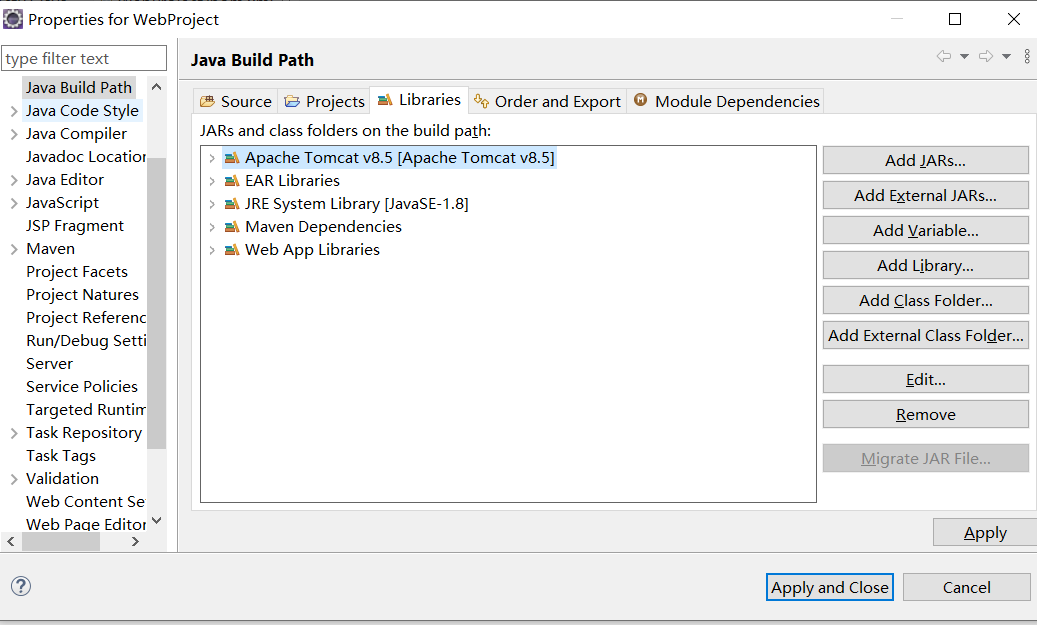 Properties for WebProject
type filter text
Java Build Path
Java Code Style
Java Compiler
Javadoc Location
Java Editor
JavaScript
JSP Fragment
Maven
Project Facets
Project Natures
Project Referenc
Run/Debug Setti
Server
Service Policies
Targeted Runtim
Task Repository
Task Tags
Validation
Web Content Se
Web Page Editor
Java Build Path
Source
Projects
Libraries
Order and Export
Module Dependencies
JARs and class folders on the build path:
Apache Tomcat v8.5 [Apache Tomcat v8.5]
EAR Libraries
JRE System Library [JavaSE-1.8]
Maven Dependencies
Web App Libraries
Add JARs...
Add External JARs...
Add Variable...
Add Library...
Add Class Folder...
Add External Class Folder...
Edit...
Remove
Migrate JAR File...
Apply
Apply and Close
Cancel